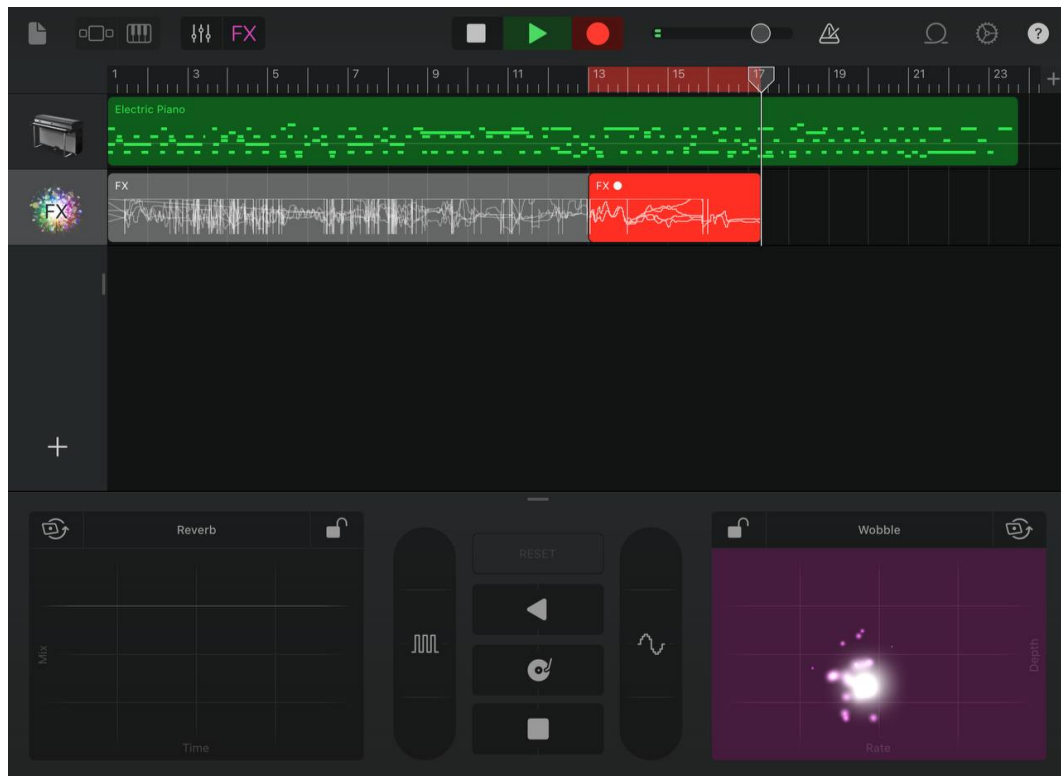 FX
?
1 3 5 7 9 11 13 15 17 19 21 23
Electric Piano
FX
FX
FX
Reverb
RESET
Wobble
Mix
Depth
Time
Rate